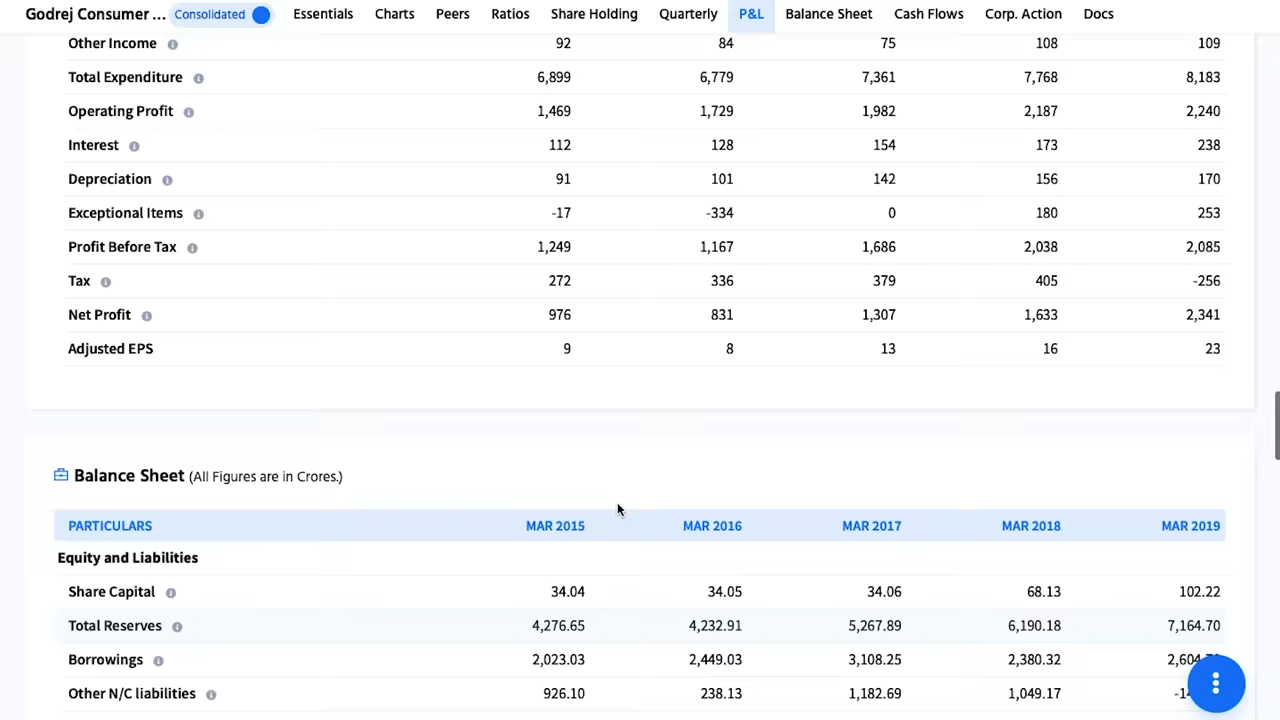 Godrej Consumer ... Consolidated Essentials Charts Peers Ratios Share Holding Quarterly P&L Balance Sheet Cash Flows Corp. Action Docs
Other Income 92 84 75 108 109
Total Expenditure 6,899 6,779 7,361 7,768 8,183
Operating Profit 1,469 1,729 1,982 2,187 2,240
Interest 112 128 154 173 238
Depreciation 91 101 142 156 170
Exceptional Items -17 -334 0 180 253
Profit Before Tax 1,249 1,167 1,686 2,038 2,085
Tax 272 336 379 405 -256
Net Profit 976 831 1,307 1,633 2,341
Adjusted EPS 9 8 13 16 23
Balance Sheet (All Figures are in Crores.)
PARTICULARS MAR 2015 MAR 2016 MAR 2017 MAR 2018 MAR 2019
Equity and Liabilities
Share Capital 34.04 34.05 34.06 68.13 102.22
Total Reserves 4,276.65 4,232.91 5,267.89 6,190.18 7,164.70
Borrowings 2,023.03 2,449.03 3,108.25 2,380.32
Other N/C liabilities 926.10 238.13 1,182.69 1,049.17